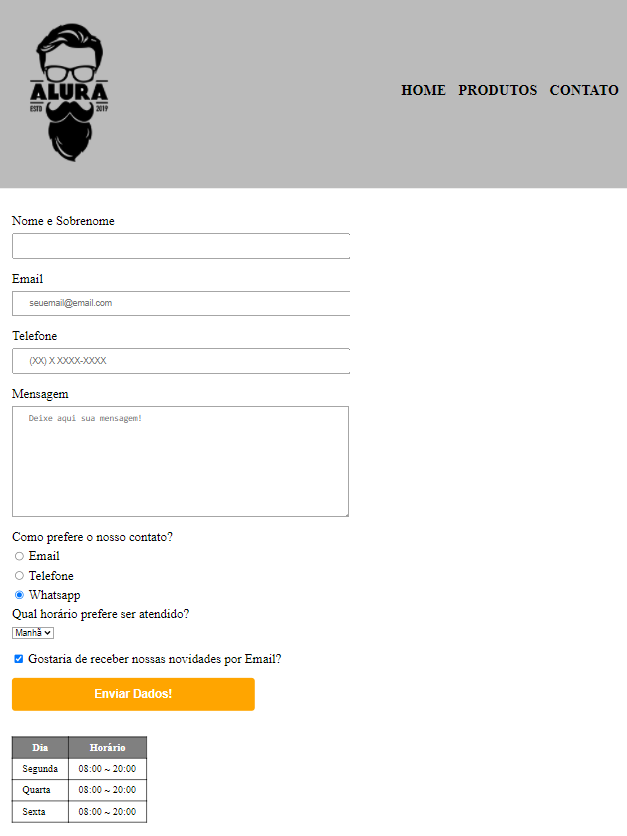 ALURA
ESTD 2019
HOME PRODUTOS CONTATO
Nome e Sobrenome
Email
seuemail@email.com
Telefone
(XX) X XXXX-XXXX
Mensagem
Deixe aqui sua mensagem!
Como prefere o nosso contato?
Email
Telefone
Whatsapp
Qual horário prefere ser atendido?
Manhã
Gostaria de receber nossas novidades por Email?
Enviar Dados!
Dia Horário
Segunda 08:00 ~ 20:00
Quarta 08:00 ~ 20:00
Sexta 08:00 ~ 20:00